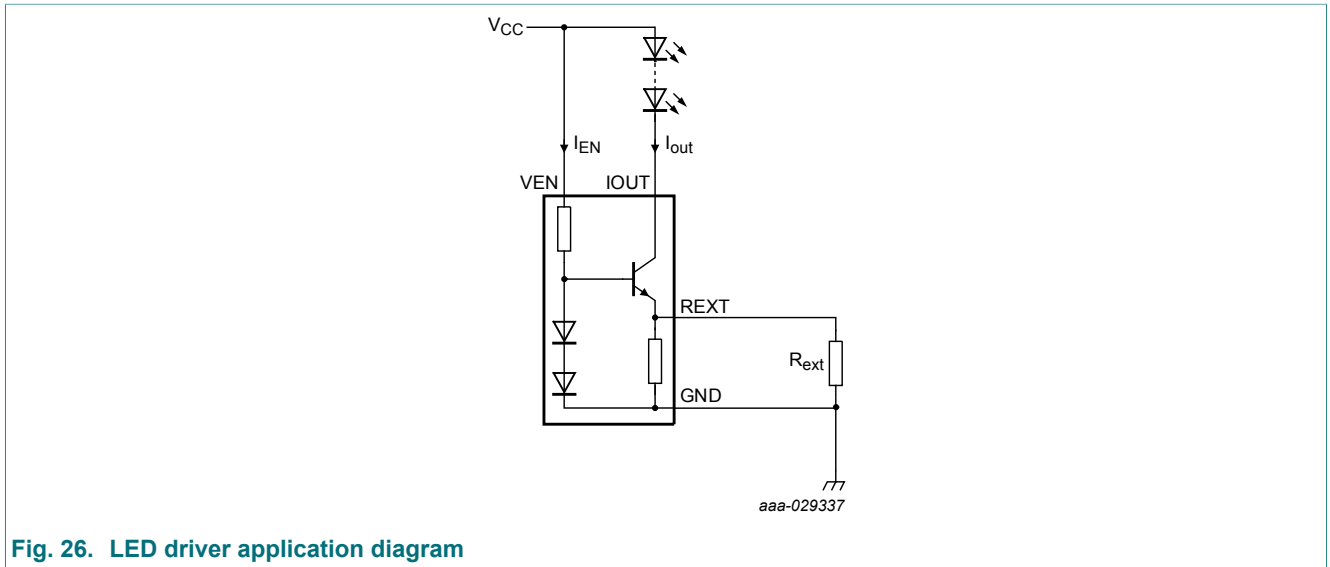 VCC
IEN
Iout
VEN
IOUT
REXT
Rext
GND
aaa-029337
Fig. 26. LED driver application diagram